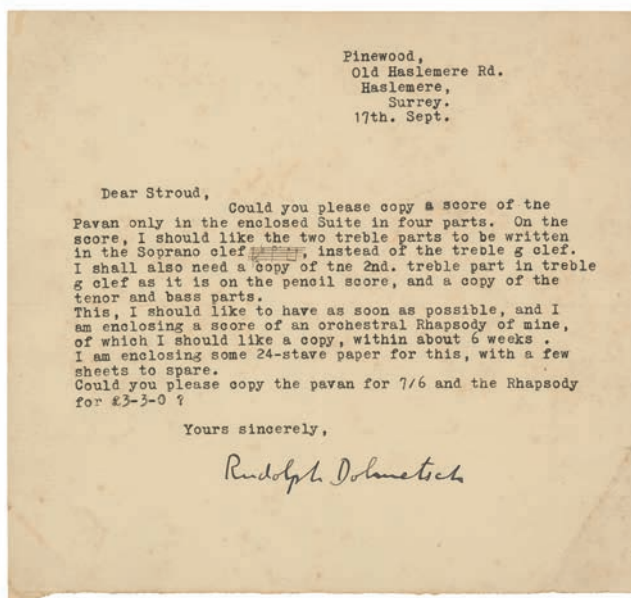 Pinewood,
Old Haslemere Rd.
Haslemere,
Surrey.
17th. Sept.
Dear Stroud,
Could you please copy a score of the
Pavan only in the enclosed Suite in four parts. On the
score, I should like the two treble parts to be written
in the Soprano clef , instead of the treble g clef.
I shall also need a copy of tne 2nd. treble part in treble
g clef as it is on the pencil score, and a copy of the
tenor and bass parts.
This, I should like to have as soon as possible, and I
am enclosing a score of an orchestral Rhapsody of mine,
of which I should like a copy, within about 6 weeks .
I am enclosing some 24-stave paper for this, with a few
sheets to spare.
Could you please copy the pavan for 7/6 and the Rhapsody
for £3-3-0 ?
Yours sincerely,
Rudolph Dolmetsch